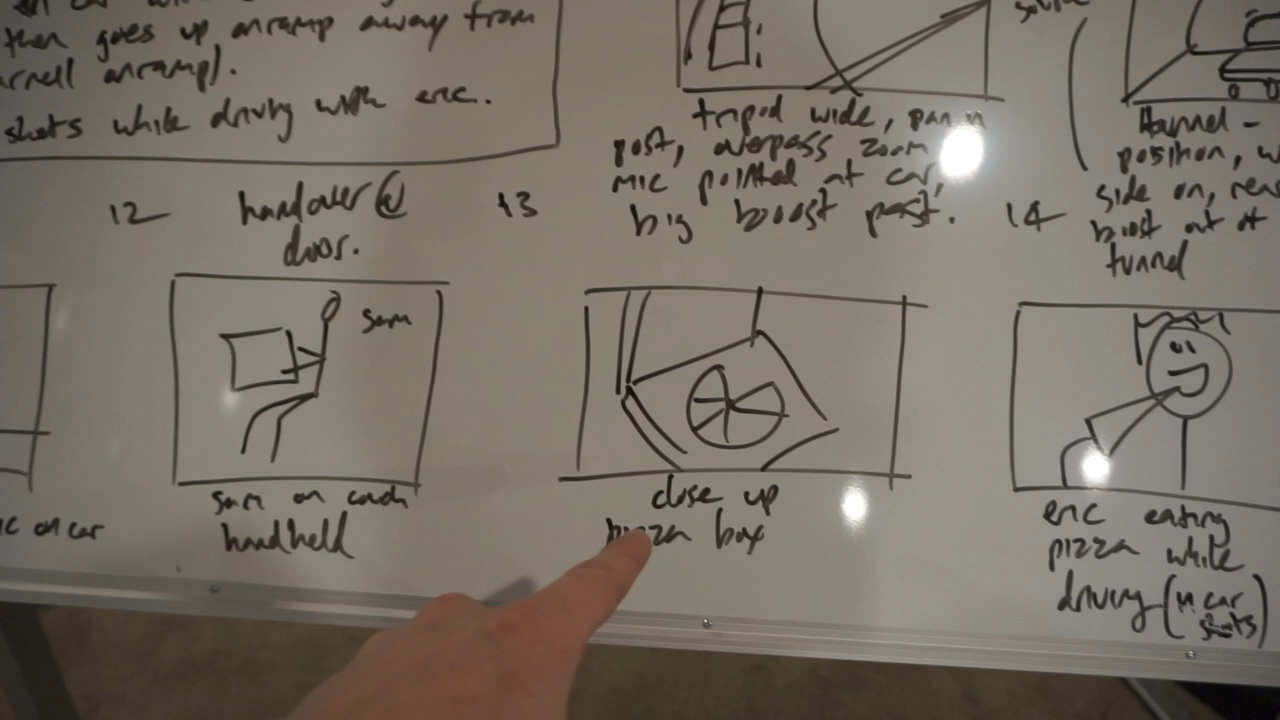 car
then goes up onramp away from
onramp).
shots while driving with eric.
tripod wide, pan
post, overpass zoom
mic pointed at car,
big boost past.
tunnel -
position,
side on,
boost out of
tunnel
12
handover @
door.
13
14
sam
on car
sam on couch
handheld
close up
pizza box
eric eating
pizza while
driving (in car
shots)